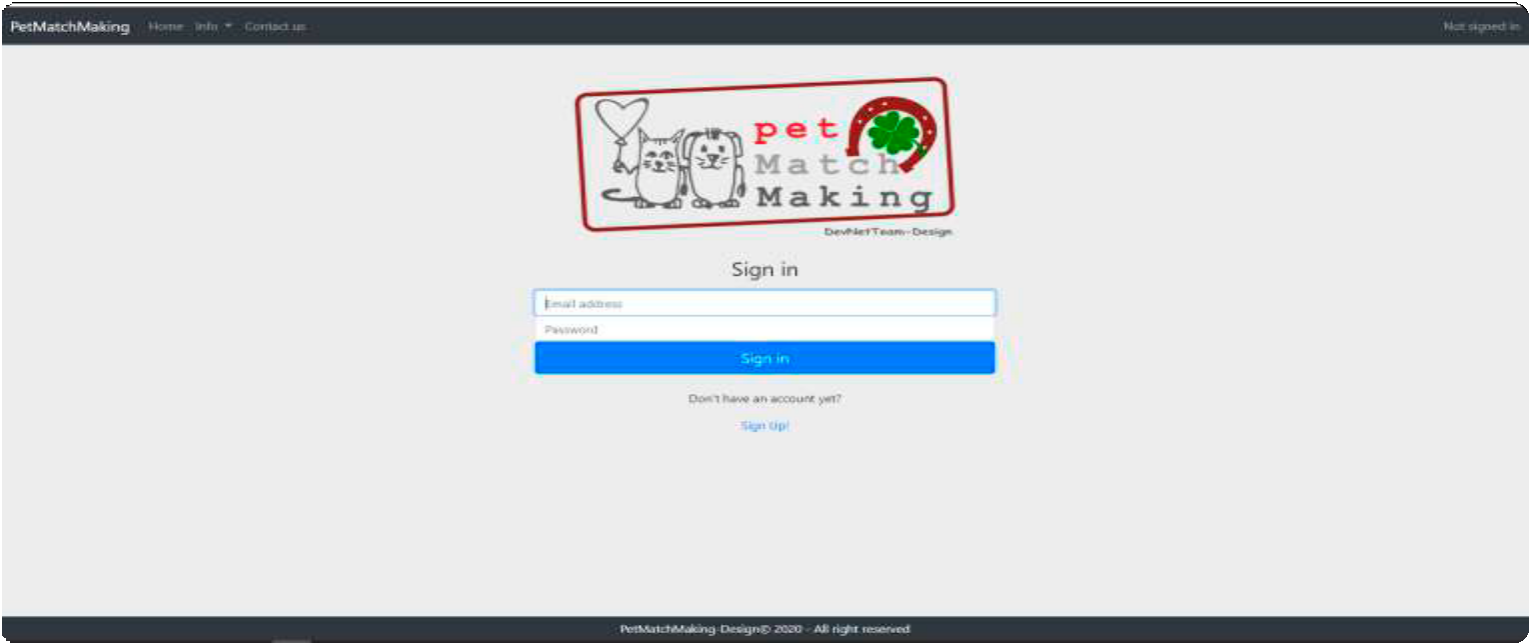 PetMatchMaking Home Info Contact us Not signed in
pet
Match
Making
DevNetTeam-Design
Sign in
Email address
Password
Sign in
Don't have an account yet?
Sign Up!
PetMatchMaking-Design© 2020 - All right reserved